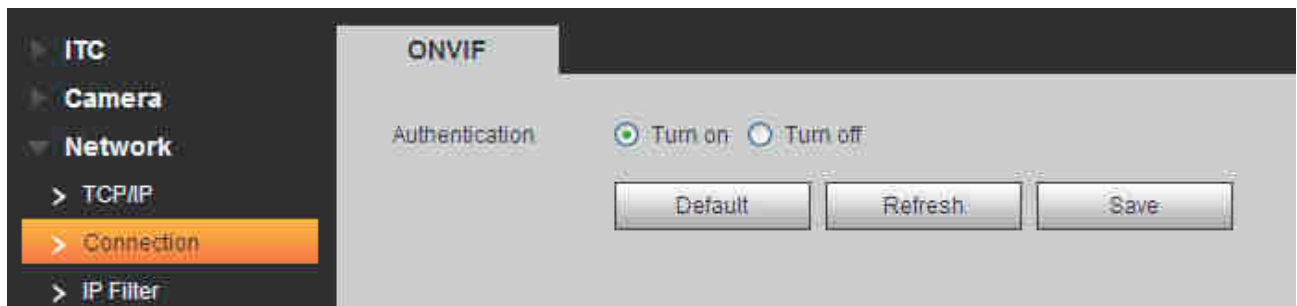 ITC
Camera
Network
TCP/IP
Connection
IP Filter
ONVIF
Authentication Turn on Turn off
Default Refresh Save